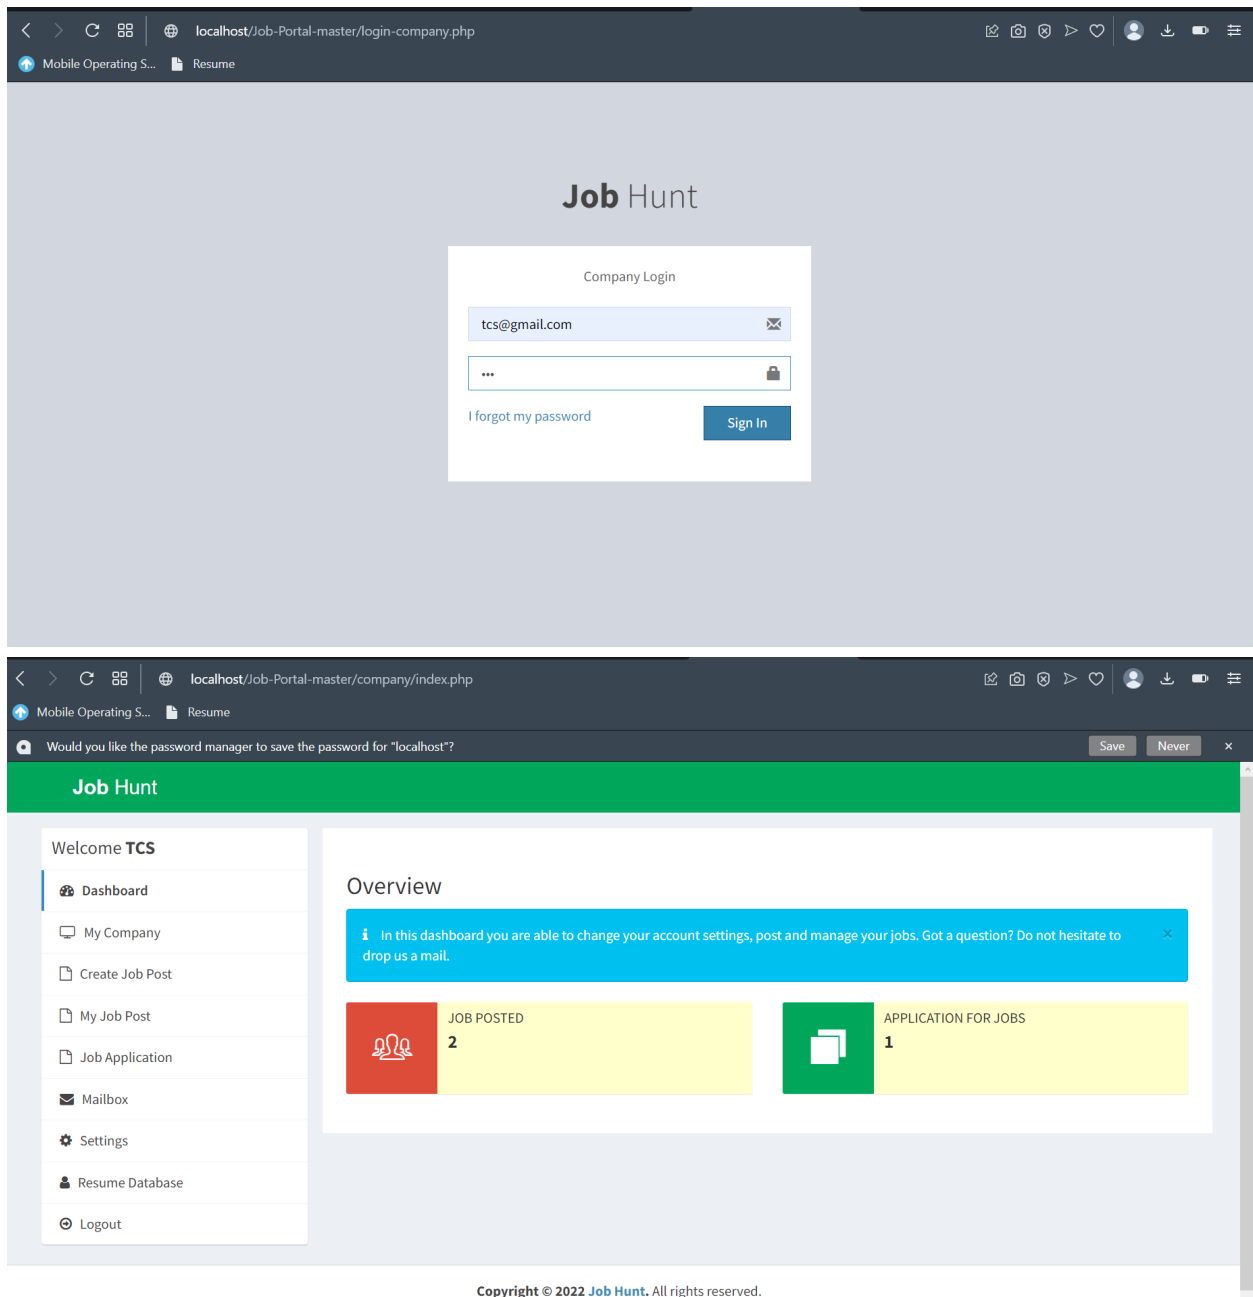 localhost/Job-Portal-master/login-company.php
Mobile Operating S... Resume
Job Hunt
Company Login
tcs@gmail.com
•••
I forgot my password Sign In
localhost/Job-Portal-master/company/index.php
Mobile Operating S... Resume
Would you like the password manager to save the password for "localhost"? Save Never
Job Hunt
Welcome TCS
Dashboard
My Company
Create Job Post
My Job Post
Job Application
Mailbox
Settings
Resume Database
Logout
Overview
In this dashboard you are able to change your account settings, post and manage your jobs. Got a question? Do not hesitate to
drop us a mail.
JOB POSTED
2
APPLICATION FOR JOBS
1
Copyright © 2022 Job Hunt. All rights reserved.